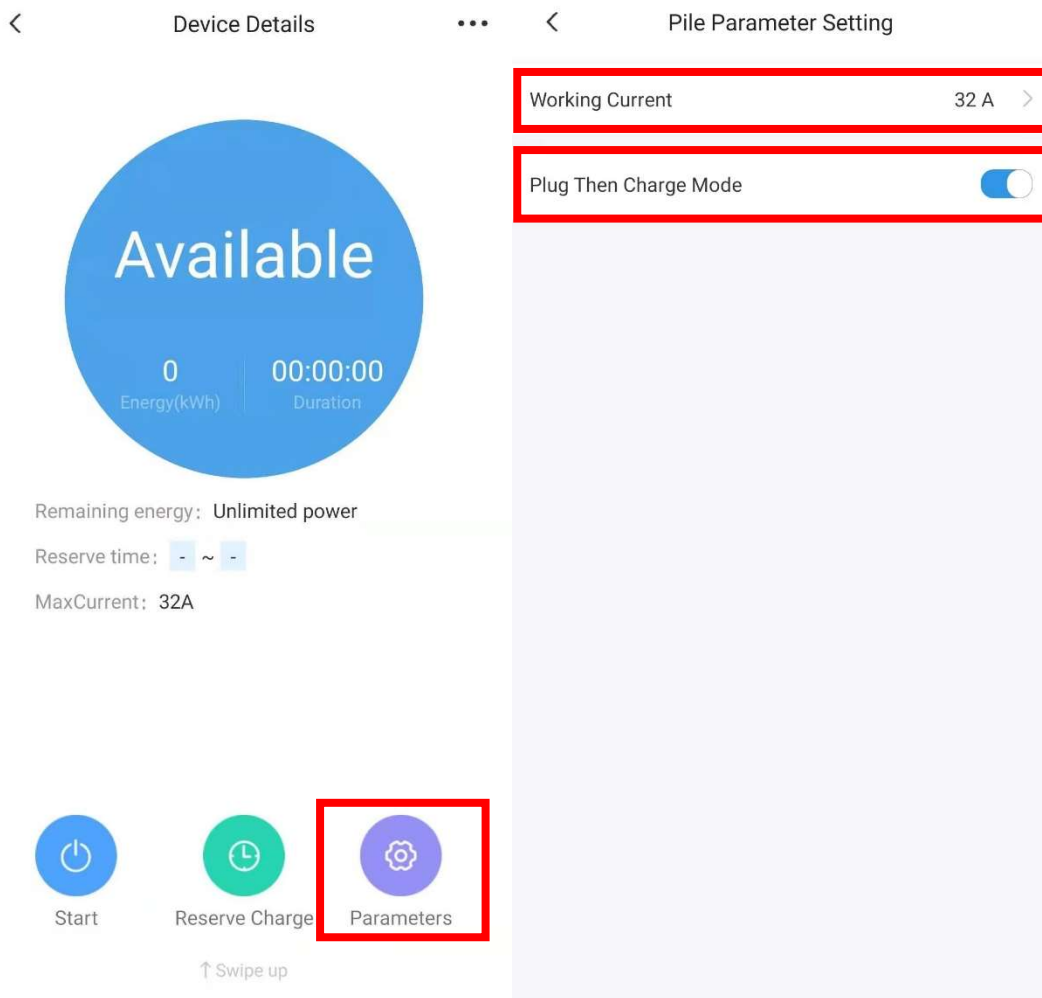 Device Details
Available
0 00:00:00
Energy(kWh) Duration
Remaining energy: Unlimited power
Reserve time: - ~ -
MaxCurrent: 32A
Start Reserve Charge Parameters
↑ Swipe up
Pile Parameter Setting
Working Current 32 A
Plug Then Charge Mode